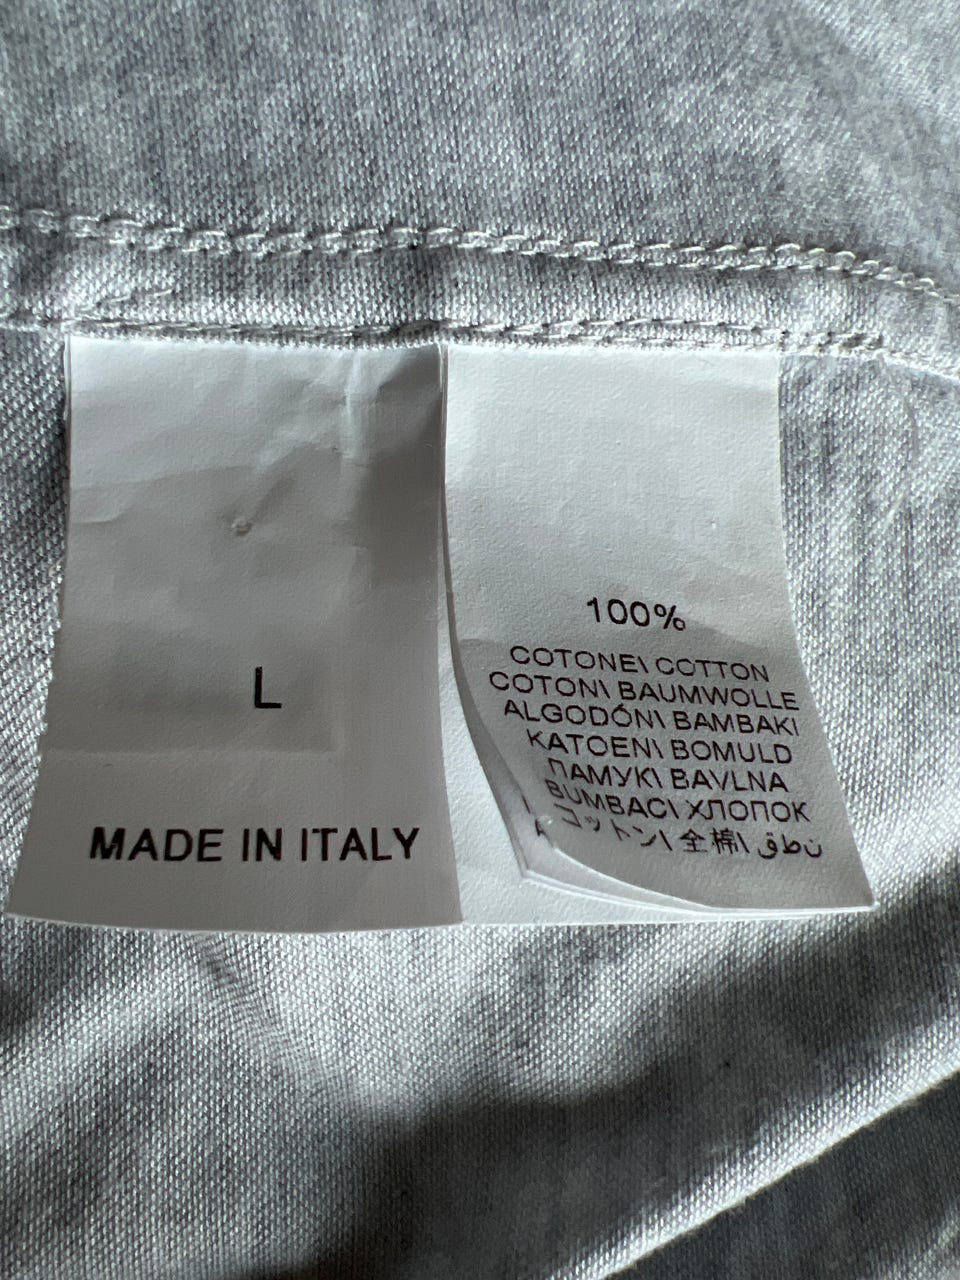 L
MADE IN ITALY
100%
COTONE\ COTTON
COTON\ BAUMWOLLE
ALGODÓN\ BAMBAKI
KATOEN\ BOMULD
ПАМУК\ BAVLNA
BUMBAC\ ХЛОПОК
コットン\ 全棉\ ن ط ق